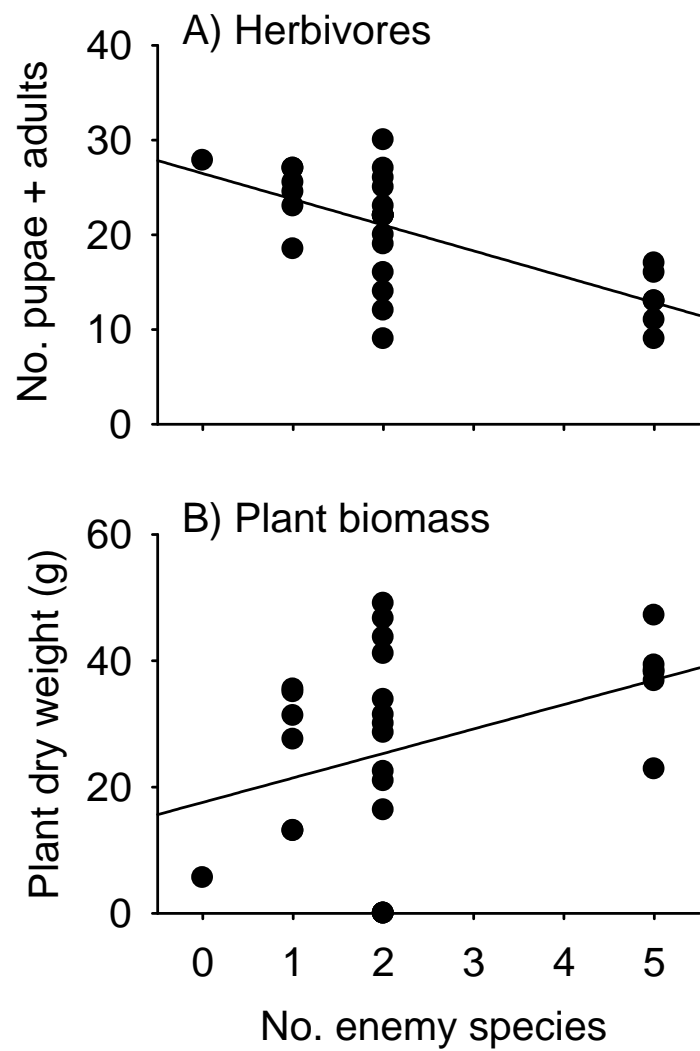 A) Herbivores
No. pupae + adults
40
30
20
10
0
B) Plant biomass
Plant dry weight (g)
60
40
20
0
0 1 2 3 4 5
No. enemy species